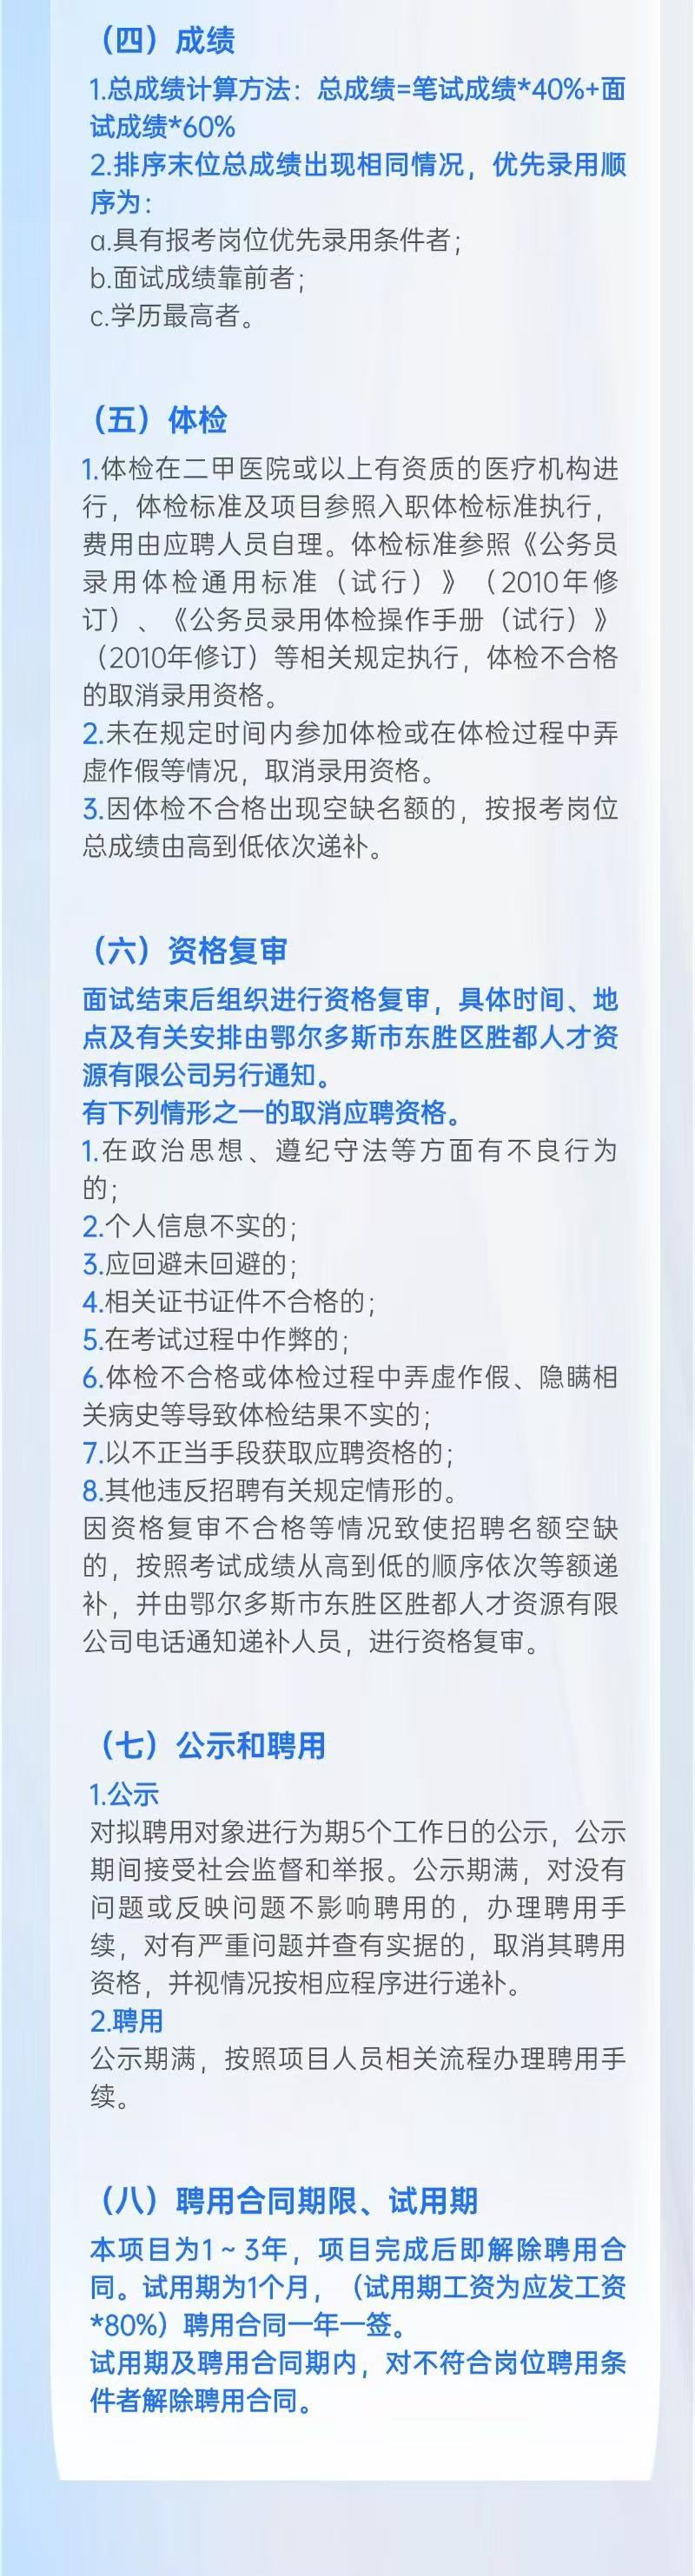 （四）成绩
1.总成绩计算方法：总成绩=笔试成绩*40%+面
试成绩*60%
2.排序末位总成绩出现相同情况，优先录用顺
序为：
a.具有报考岗位优先录用条件者；
b.面试成绩靠前者；
c.学历最高者。
（五）体检
1.体检在二甲医院或以上有资质的医疗机构进
行，体检标准及项目参照入职体检标准执行，
费用由应聘人员自理。体检标准参照《公务员
录用体检通用标准（试行）》（2010年修
订）、《公务员录用体检操作手册（试行）》
（2010年修订）等相关规定执行，体检不合格
的取消录用资格。
2.未在规定时间内参加体检或在体检过程中弄
虚作假等情况，取消录用资格。
3.因体检不合格出现空缺名额的，按报考岗位
总成绩由高到低依次递补。
（六）资格复审
面试结束后组织进行资格复审，具体时间、地
点及有关安排由鄂尔多斯市东胜区胜都人才资
源有限公司另行通知。
有下列情形之一的取消应聘资格。
1.在政治思想、遵纪守法等方面有不良行为
的；
2.个人信息不实的；
3.应回避未回避的；
4.相关证书证件不合格的；
5.在考试过程中作弊的；
6.体检不合格或体检过程中弄虚作假、隐瞒相
关病史等导致体检结果不实的；
7.以不正当手段获取应聘资格的；
8.其他违反招聘有关规定情形的。
因资格复审不合格等情况致使招聘名额空缺
的，按照考试成绩从高到低的顺序依次等额递
补，并由鄂尔多斯市东胜区胜都人才资源有限
公司电话通知递补人员，进行资格复审。
（七）公示和聘用
1.公示
对拟聘用对象进行为期5个工作日的公示，公示
期间接受社会监督和举报。公示期满，对没有
问题或反映问题不影响聘用的，办理聘用手
续，对有严重问题并查有实据的，取消其聘用
资格，并视情况按相应程序进行递补。
2.聘用
公示期满，按照项目人员相关流程办理聘用手
续。
（八）聘用合同期限、试用期
本项目为1～3年，项目完成后即解除聘用合
同。试用期为1个月，（试用期工资为应发工资
*80%）聘用合同一年一签。
试用期及聘用合同期内，对不符合岗位聘用条
件者解除聘用合同。